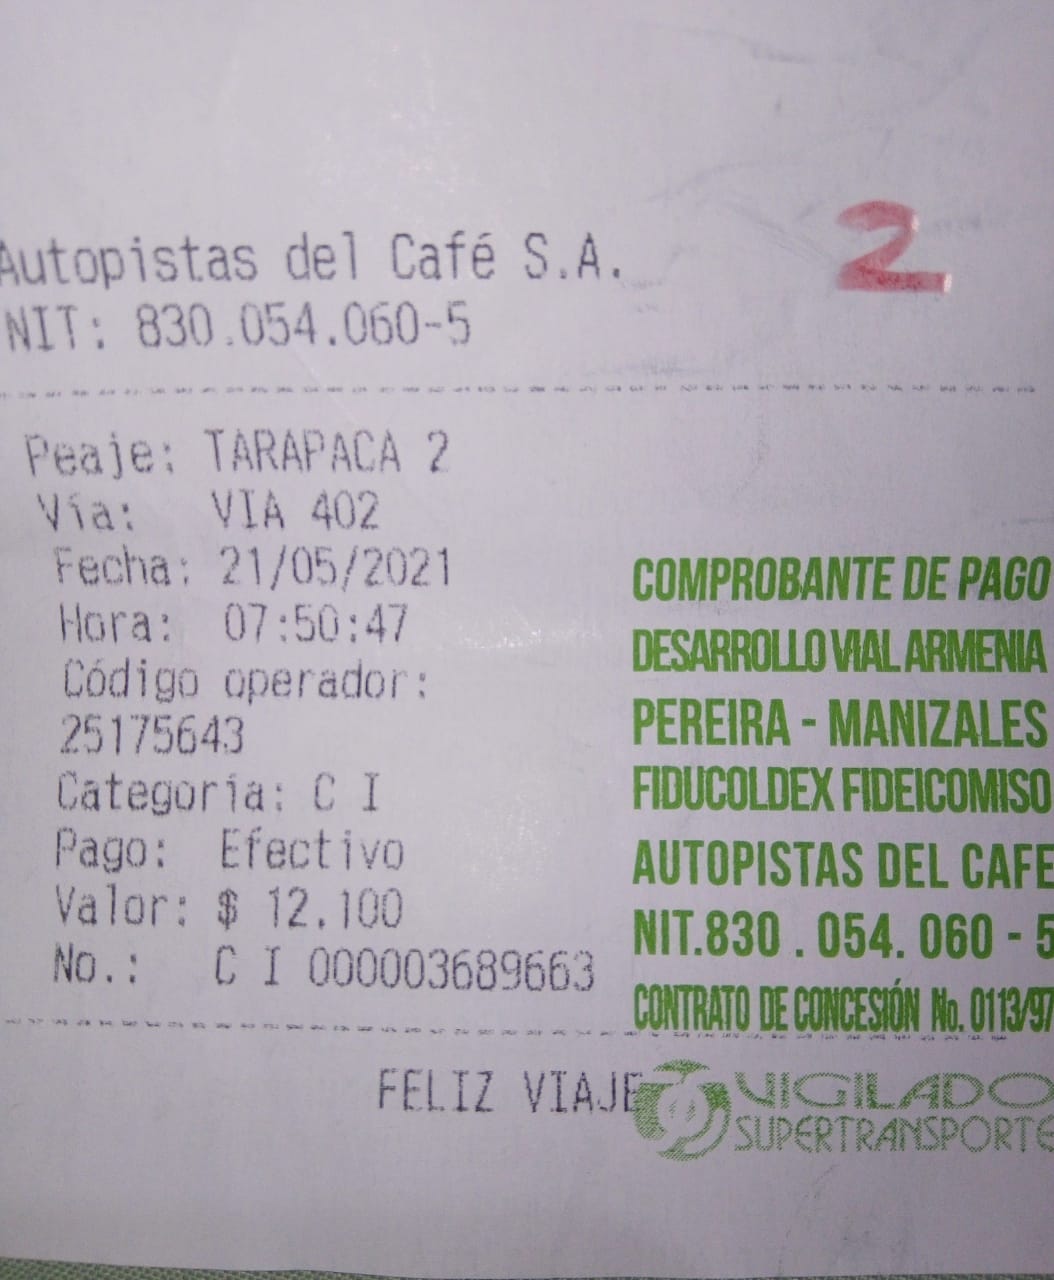 2
Autopistas del Café S.A.
NIT: 830.054.060-5
Peaje: TARAPACA 2
Vía: VIA 402
Fecha: 21/05/2021
Hora: 07:50:47
Código operador:
25175643
Categoría: C I
Pago: Efectivo
Valor: $ 12.100
No.: C I 000003689663
FELIZ VIAJE
COMPROBANTE DE PAGO
DESARROLLO VIAL ARMENIA
PEREIRA - MANIZALES
FIDUCOLDEX FIDEICOMISO
AUTOPISTAS DEL CAFE
NIT.830 . 054. 060 - 5
CONTRATO DE CONCESIÓN No. 0113/97
VIGILADO
SUPERTRANSPORTE